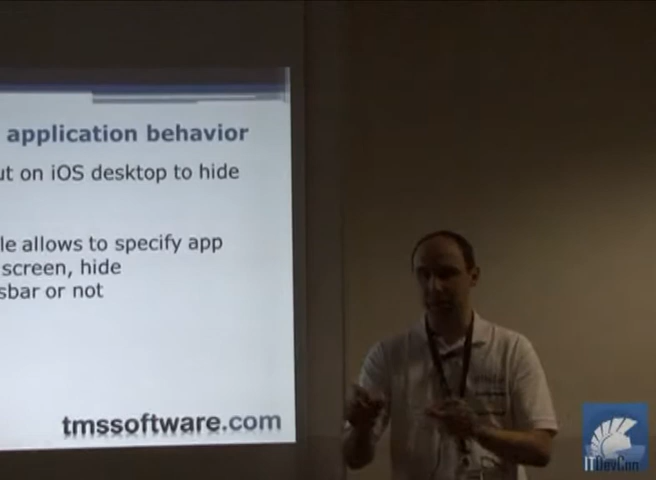 application behavior
ut on iOS desktop to hide
le allows to specify app
screen, hide
sbar or not
tmssoftware.com
ITDevCon